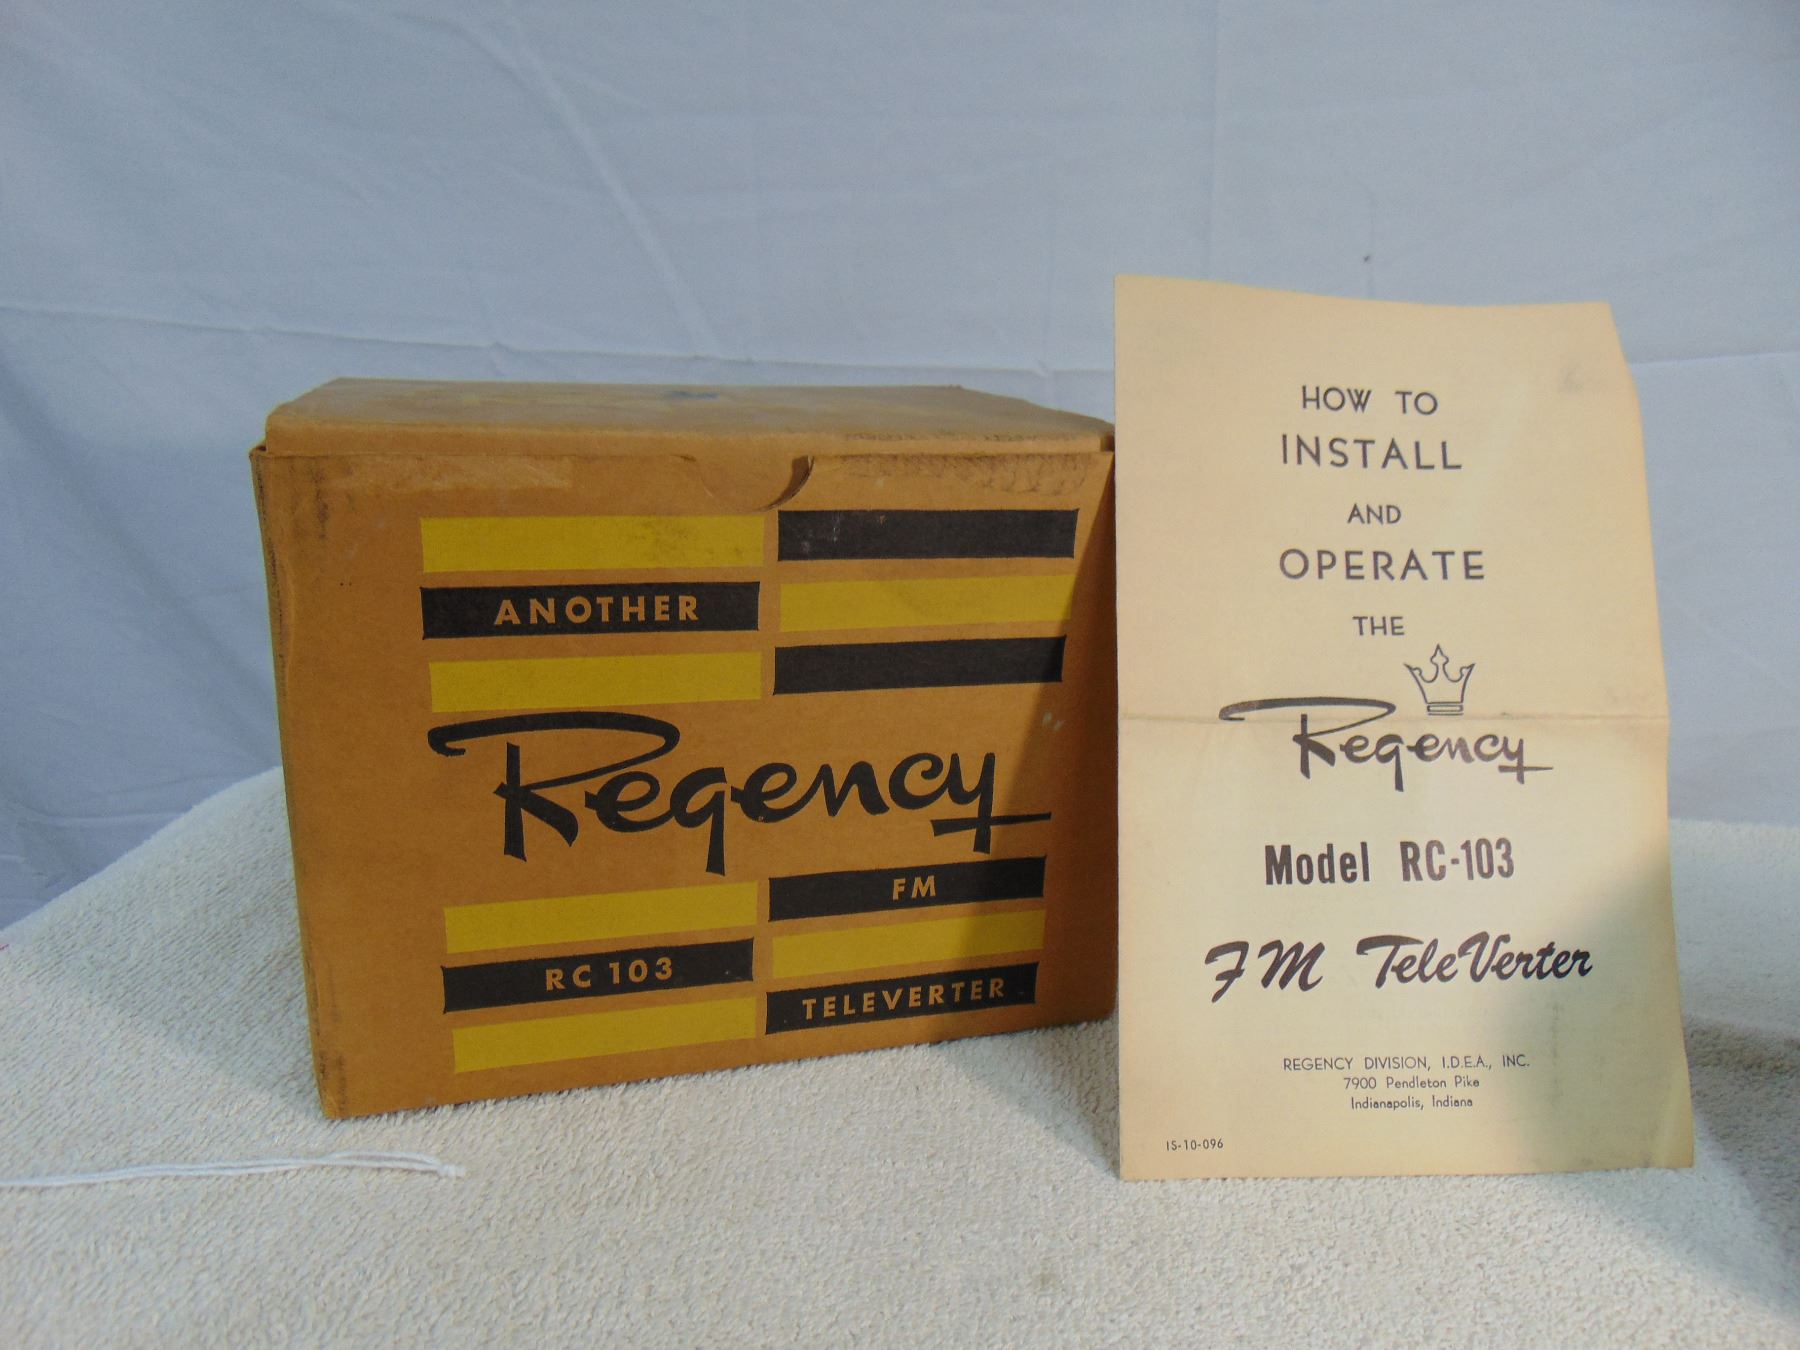 ANOTHER
Regency
FM
RC 103
TELEVERTER
HOW TO
INSTALL
AND
OPERATE
THE
Regency
Model RC-103
FM TeleVerter
REGENCY DIVISION, I.D.E.A., INC.
7900 Pendleton Pike
Indianapolis, Indiana
IS-10-096